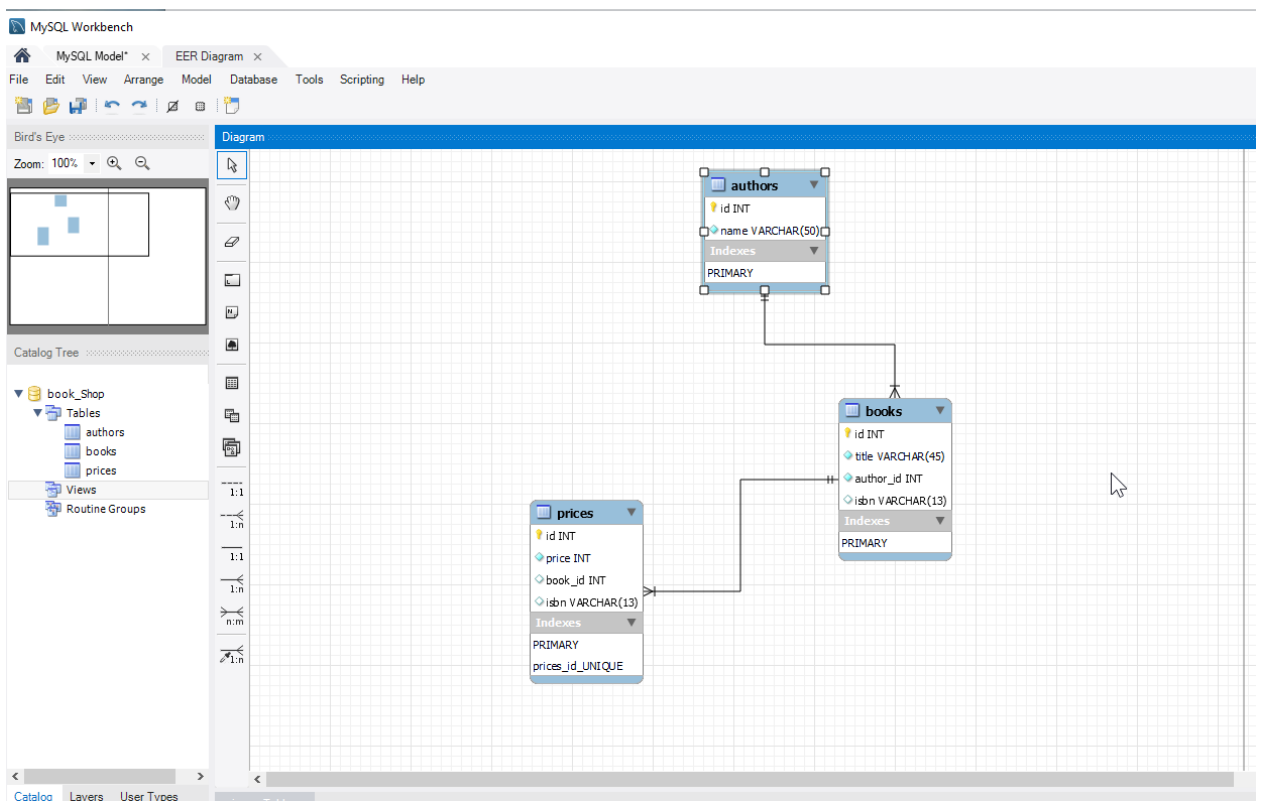 MySQL Workbench
MySQL Model* × EER Diagram ×
File Edit View Arrange Model Database Tools Scripting Help
Bird's Eye
Zoom: 100%
Catalog Tree
book_Shop
Tables
authors
books
prices
Views
Routine Groups
Catalog Layers User Types
Diagram
1:1
1:n
1:1
1:n
n:m
1:n
authors
id INT
name VARCHAR(50)
Indexes
PRIMARY
books
id INT
title VARCHAR(45)
author_id INT
isbn VARCHAR(13)
Indexes
PRIMARY
prices
id INT
price INT
book_id INT
isbn VARCHAR(13)
Indexes
PRIMARY
prices_id_UNIQUE